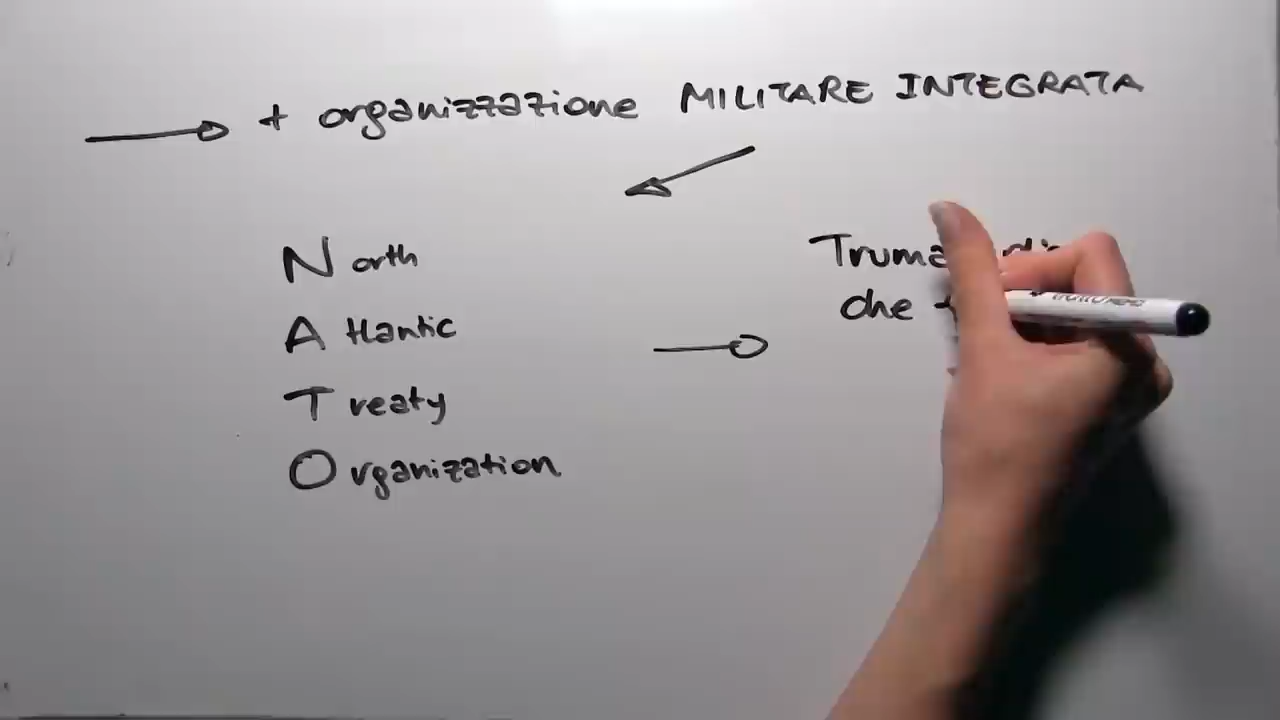 + organizzazione MILITARE INTEGRATA
North
Atlantic
Treaty
Organization
che